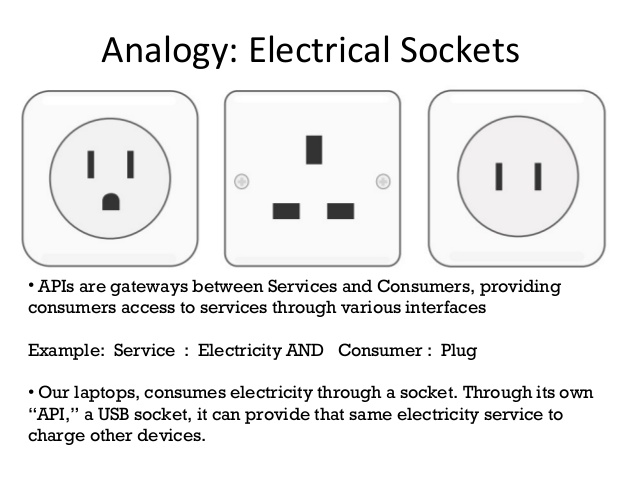 Analogy: Electrical Sockets
• APIs are gateways between Services and Consumers, providing
consumers access to services through various interfaces
Example: Service : Electricity AND Consumer : Plug
• Our laptops, consumes electricity through a socket. Through its own
“API,” a USB socket, it can provide that same electricity service to
charge other devices.